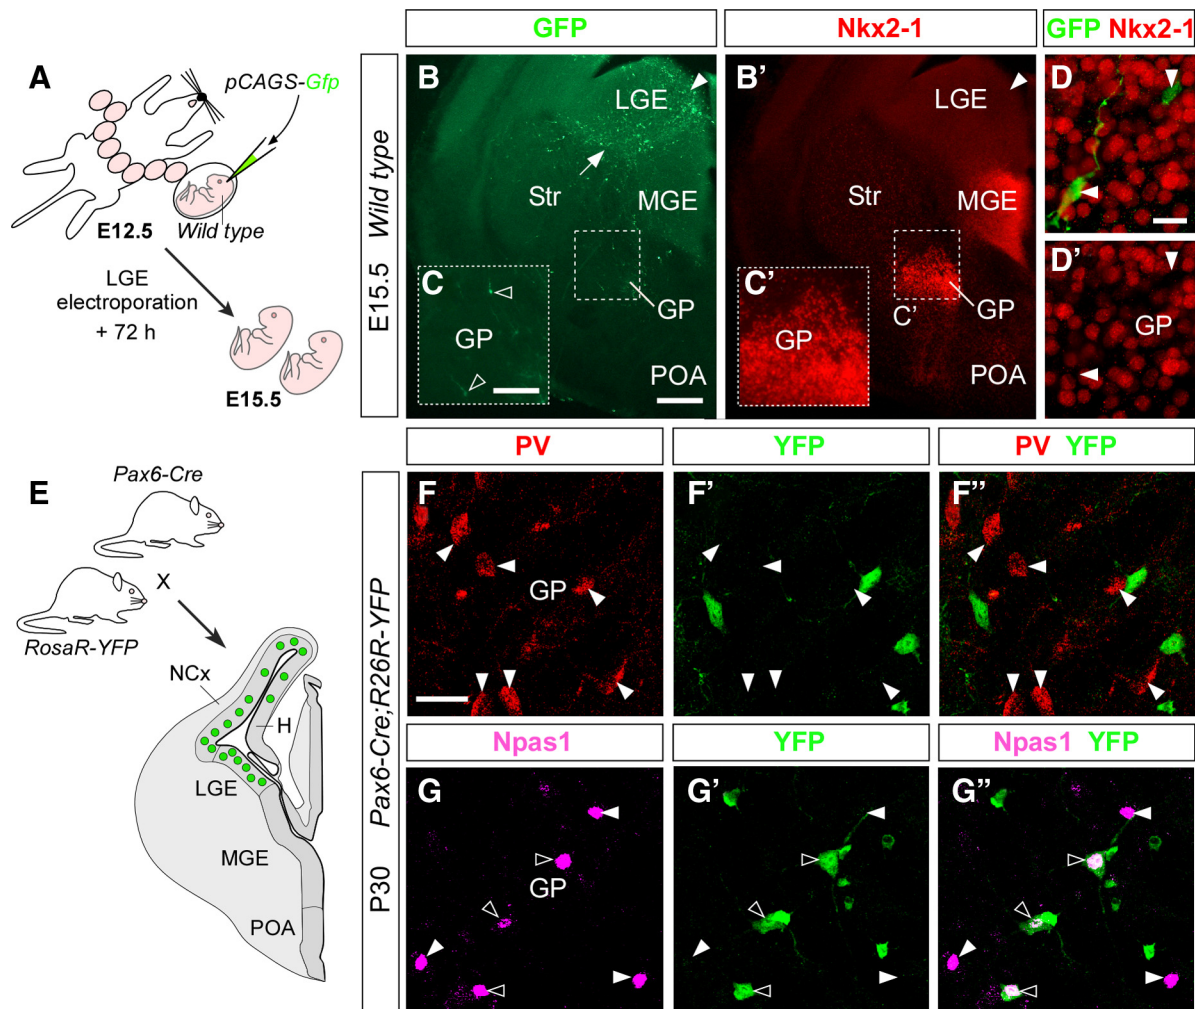 GFP
Nkx2-1
GFP Nkx2-1
A
pCAGS-Gfp
E12.5
Wild type
LGE
electroporation
+ 72 h
E15.5
E15.5 Wild type
B
LGE
Str
MGE
C
GP
GP
POA
B'
LGE
Str
MGE
C'
GP
C'
GP
POA
D
D'
GP
E
Pax6-Cre
X
RosaR-YFP
NCx
H
LGE
MGE
POA
P30 Pax6-Cre;R26R-YFP
PV
YFP
PV YFP
F
GP
F'
F"
Npas1
YFP
Npas1 YFP
G
GP
G'
G"